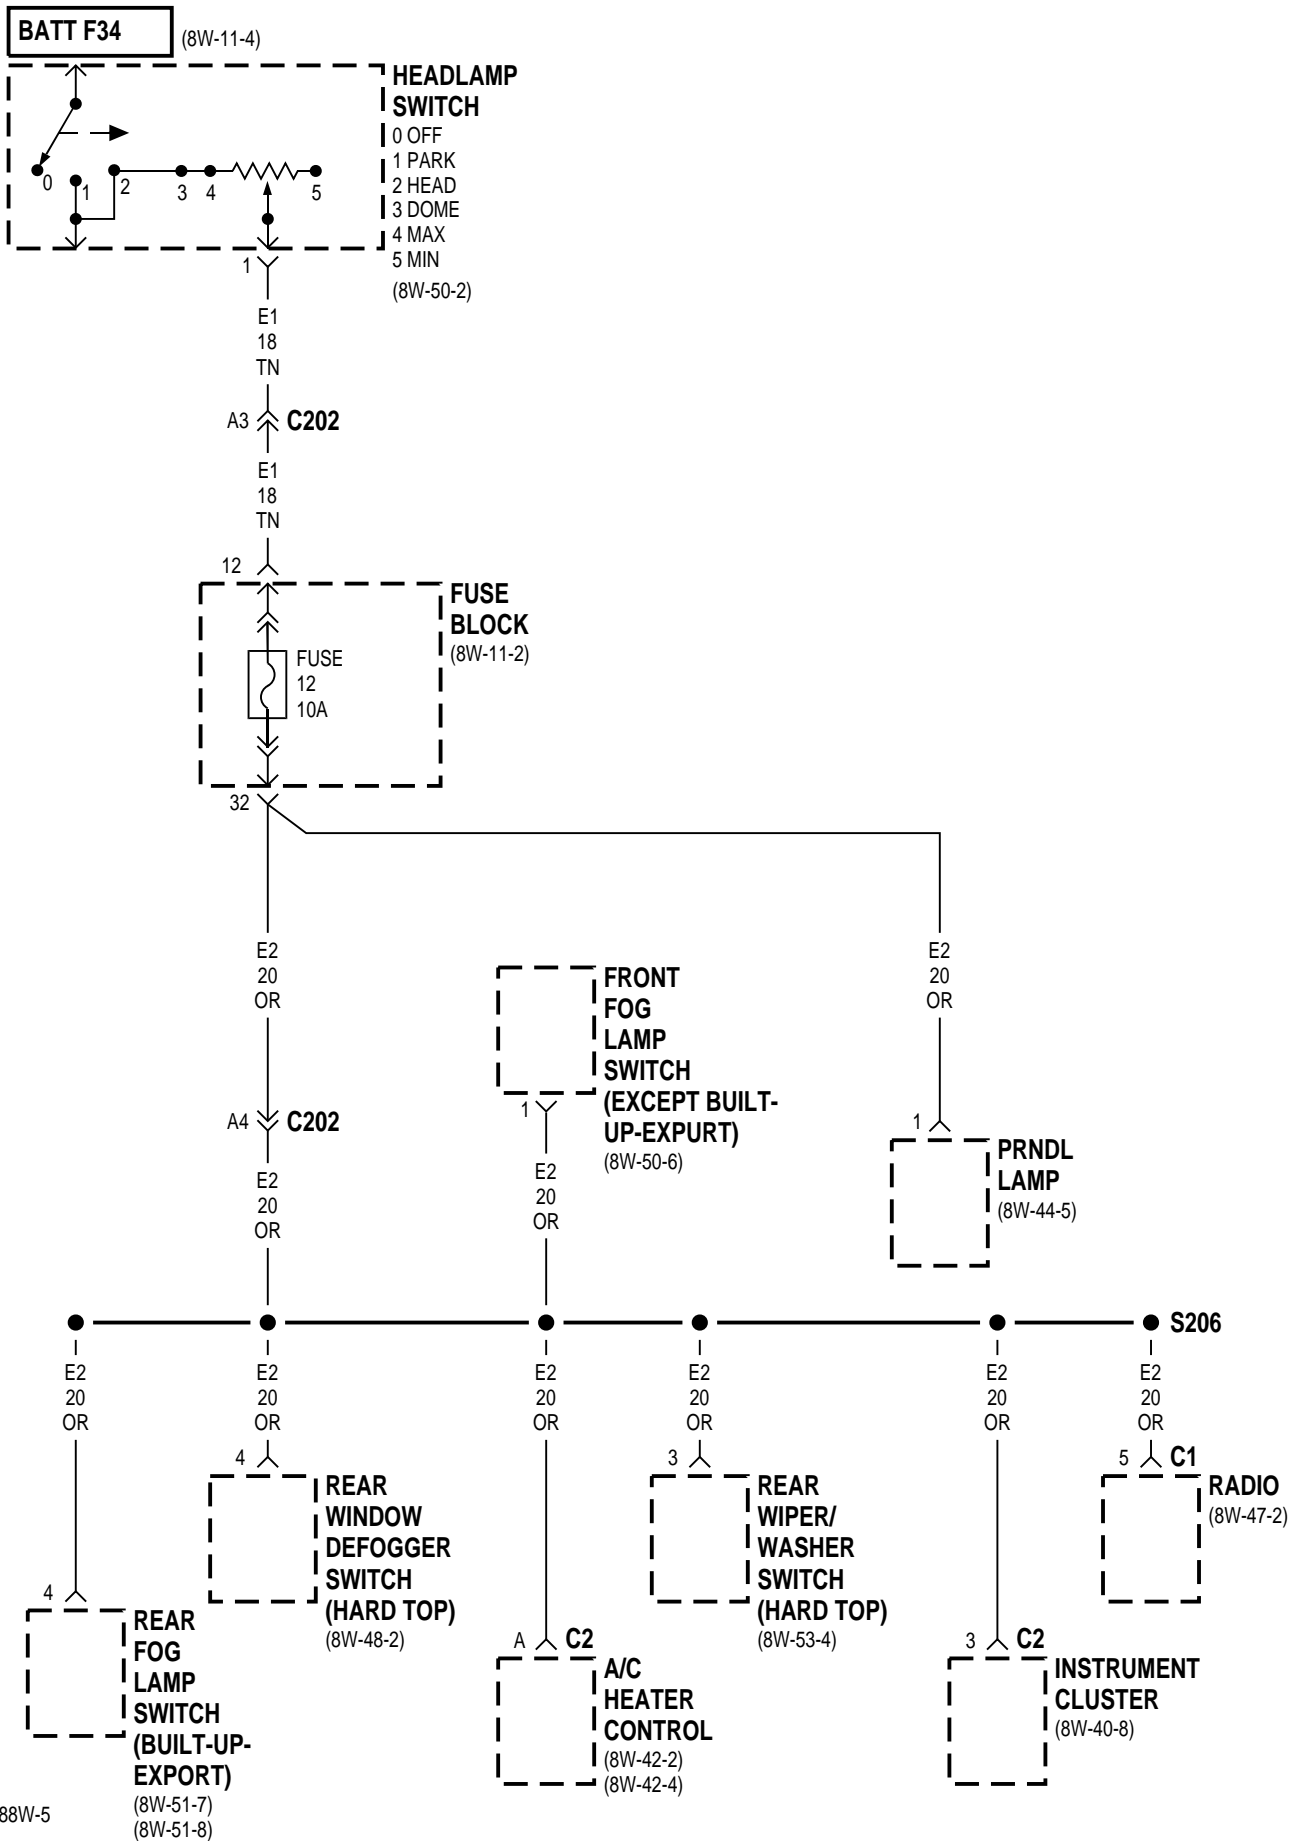 BATT F34
(8W-11-4)
HEADLAMP
SWITCH
0 OFF
1 PARK
2 HEAD
3 DOME
4 MAX
5 MIN
(8W-50-2)
0
1
2
3
4
5
1
E1
18
TN
A3
C202
E1
18
TN
12
FUSE
BLOCK
(8W-11-2)
FUSE
12
10A
32
E2
20
OR
A4
C202
E2
20
OR
FRONT
FOG
LAMP
SWITCH
(EXCEPT BUILT-
UP-EXPURT)
(8W-50-6)
1
E2
20
OR
E2
20
OR
1
PRNDL
LAMP
(8W-44-5)
S206
E2
20
OR
4
REAR
FOG
LAMP
SWITCH
(BUILT-UP-
EXPORT)
(8W-51-7)
(8W-51-8)
E2
20
OR
4
REAR
WINDOW
DEFOGGER
SWITCH
(HARD TOP)
(8W-48-2)
E2
20
OR
A
C2
A/C
HEATER
CONTROL
(8W-42-2)
(8W-42-4)
E2
20
OR
3
REAR
WIPER/
WASHER
SWITCH
(HARD TOP)
(8W-53-4)
E2
20
OR
3
C2
INSTRUMENT
CLUSTER
(8W-40-8)
E2
20
OR
5
C1
RADIO
(8W-47-2)
88W-5